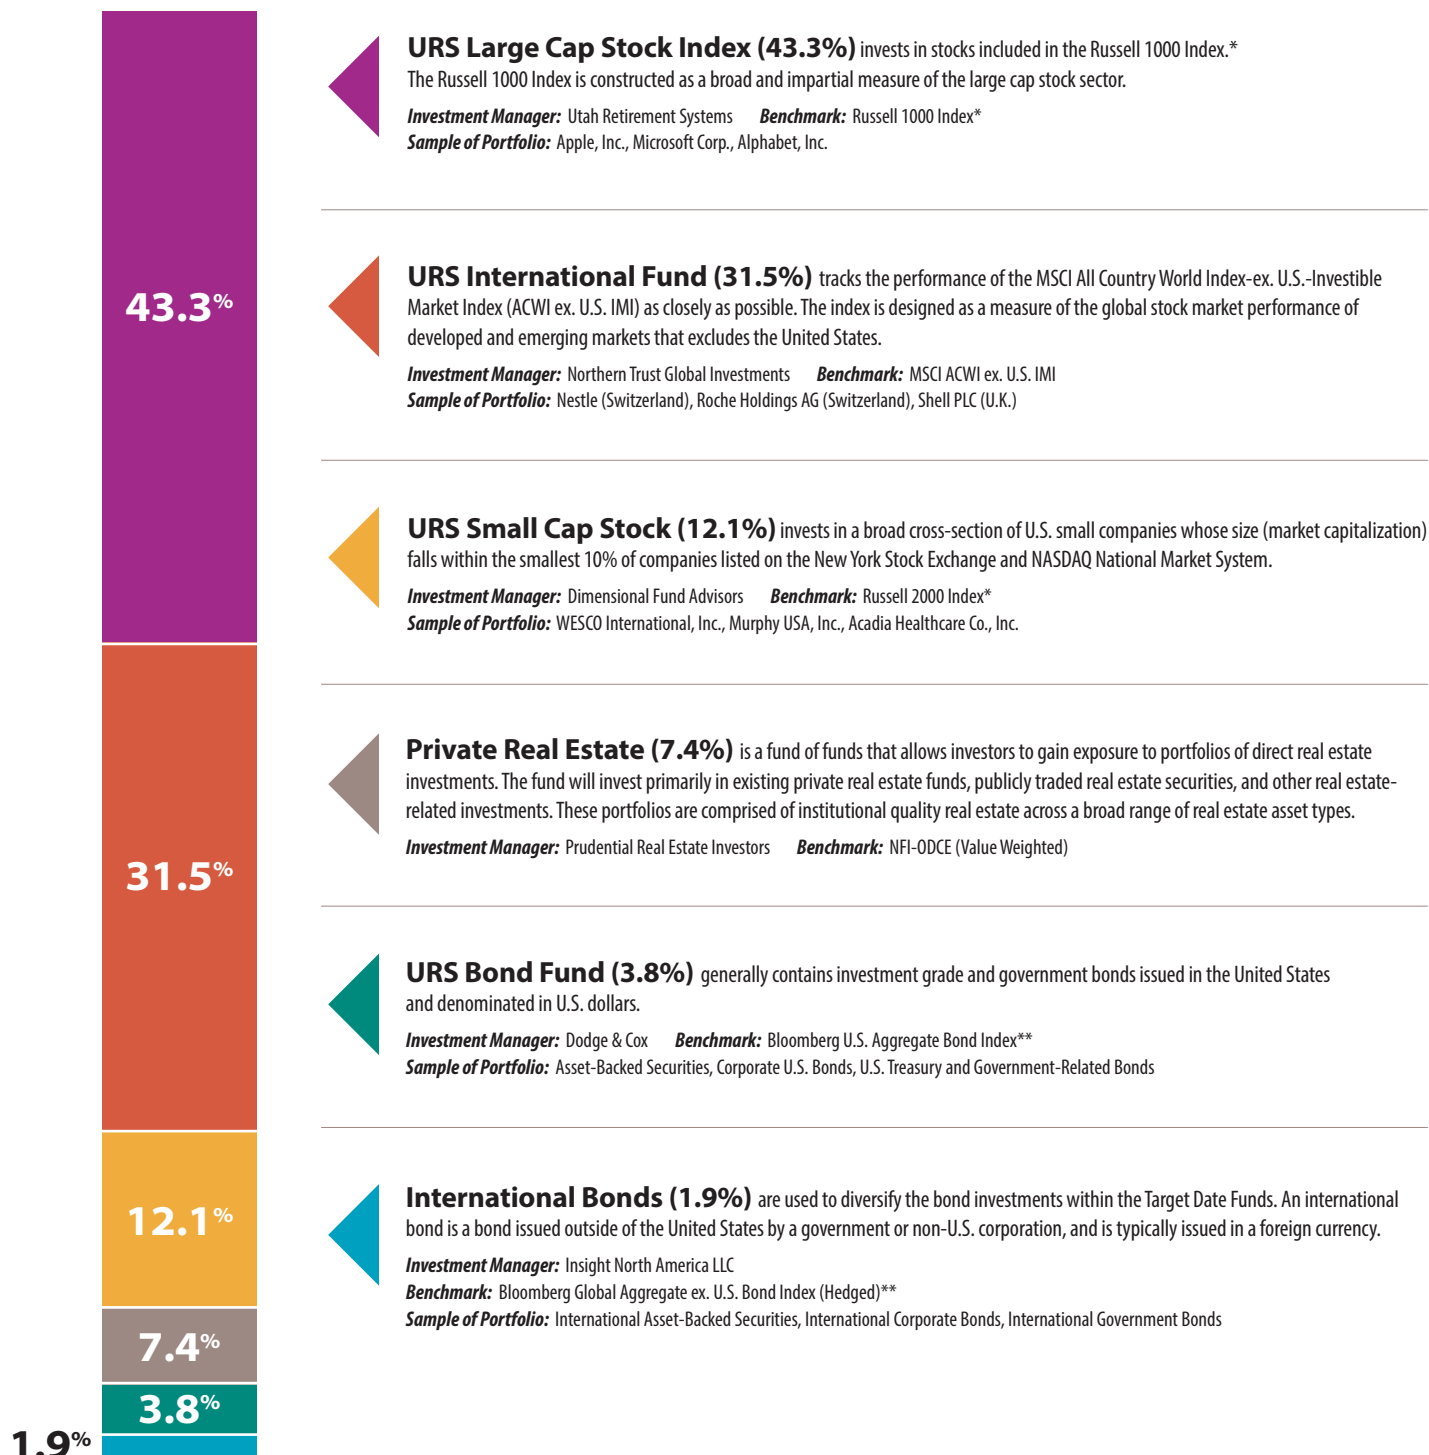 URS Large Cap Stock Index (43.3%) invests in stocks included in the Russell 1000 Index.*
The Russell 1000 Index is constructed as a broad and impartial measure of the large cap stock sector.
Investment Manager: Utah Retirement Systems Benchmark: Russell 1000 Index*
Sample of Portfolio: Apple, Inc., Microsoft Corp., Alphabet, Inc.
43.3%
URS International Fund (31.5%) tracks the performance of the MSCI All Country World Index-ex. U.S.-Investible
Market Index (ACWI ex. U.S. IMI) as closely as possible. The index is designed as a measure of the global stock market performance of
developed and emerging markets that excludes the United States.
Investment Manager: Northern Trust Global Investments Benchmark: MSCI ACWI ex. U.S. IMI
Sample of Portfolio: Nestle (Switzerland), Roche Holdings AG (Switzerland), Shell PLC (U.K.)
URS Small Cap Stock (12.1%) invests in a broad cross-section of U.S. small companies whose size (market capitalization)
falls within the smallest 10% of companies listed on the New York Stock Exchange and NASDAQ National Market System.
Investment Manager: Dimensional Fund Advisors Benchmark: Russell 2000 Index*
Sample of Portfolio: WESCO International, Inc., Murphy USA, Inc., Acadia Healthcare Co., Inc.
Private Real Estate (7.4%) is a fund of funds that allows investors to gain exposure to portfolios of direct real estate
investments. The fund will invest primarily in existing private real estate funds, publicly traded real estate securities, and other real estate-
related investments. These portfolios are comprised of institutional quality real estate across a broad range of real estate asset types.
Investment Manager: Prudential Real Estate Investors Benchmark: NFI-ODCE (Value Weighted)
31.5%
URS Bond Fund (3.8%) generally contains investment grade and government bonds issued in the United States
and denominated in U.S. dollars.
Investment Manager: Dodge & Cox Benchmark: Bloomberg U.S. Aggregate Bond Index**
Sample of Portfolio: Asset-Backed Securities, Corporate U.S. Bonds, U.S. Treasury and Government-Related Bonds
International Bonds (1.9%) are used to diversify the bond investments within the Target Date Funds. An international
bond is a bond issued outside of the United States by a government or non-U.S. corporation, and is typically issued in a foreign currency.
Investment Manager: Insight North America LLC
Benchmark: Bloomberg Global Aggregate ex. U.S. Bond Index (Hedged)**
Sample of Portfolio: International Asset-Backed Securities, International Corporate Bonds, International Government Bonds
12.1%
7.4%
3.8%
1.9%